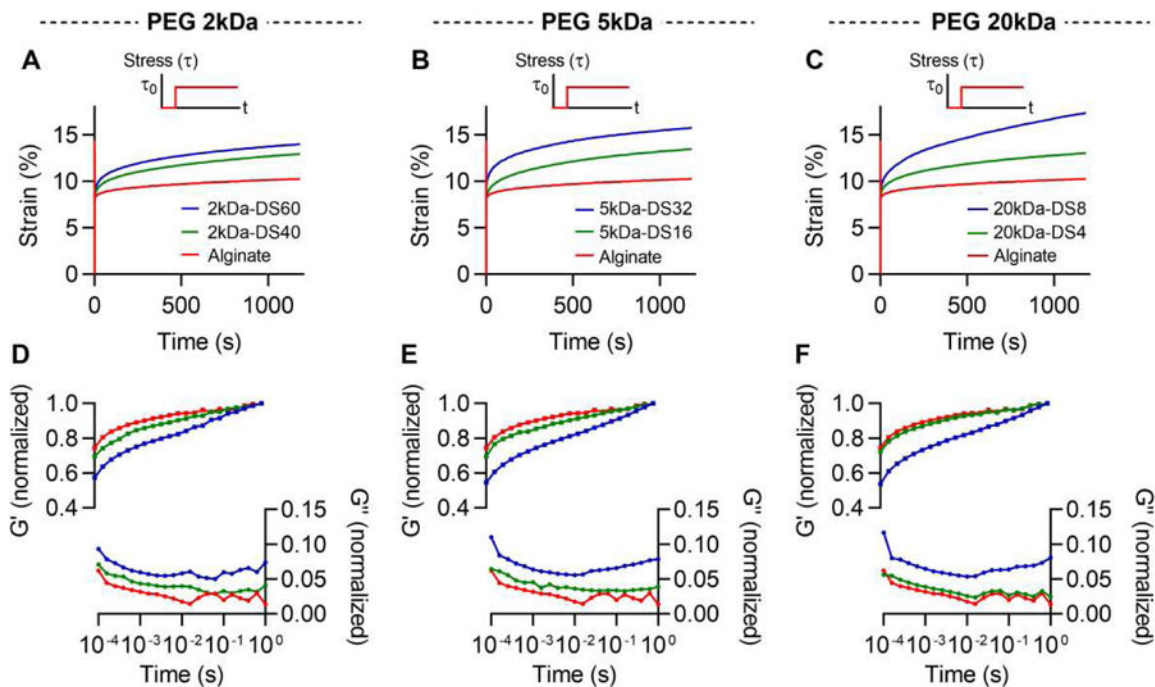 PEG 2kDa
PEG 5kDa
PEG 20kDa
A
Stress (τ)
τ0
t
Strain (%)
15
10
5
0
2kDa-DS60
2kDa-DS40
Alginate
0 500 1000
Time (s)
B
Stress (τ)
τ0
t
Strain (%)
15
10
5
0
5kDa-DS32
5kDa-DS16
Alginate
0 500 1000
Time (s)
C
Stress (τ)
τ0
t
Strain (%)
15
10
5
0
20kDa-DS8
20kDa-DS4
Alginate
0 500 1000
Time (s)
D
G' (normalized)
1.0
0.8
0.6
0.4
G'' (normalized)
0.15
0.10
0.05
0.00
10-4 10-3 10-2 10-1 100
Time (s)
E
G' (normalized)
1.0
0.8
0.6
0.4
G'' (normalized)
0.15
0.10
0.05
0.00
10-4 10-3 10-2 10-1 100
Time (s)
F
G' (normalized)
1.0
0.8
0.6
0.4
G'' (normalized)
0.15
0.10
0.05
0.00
10-4 10-3 10-2 10-1 100
Time (s)